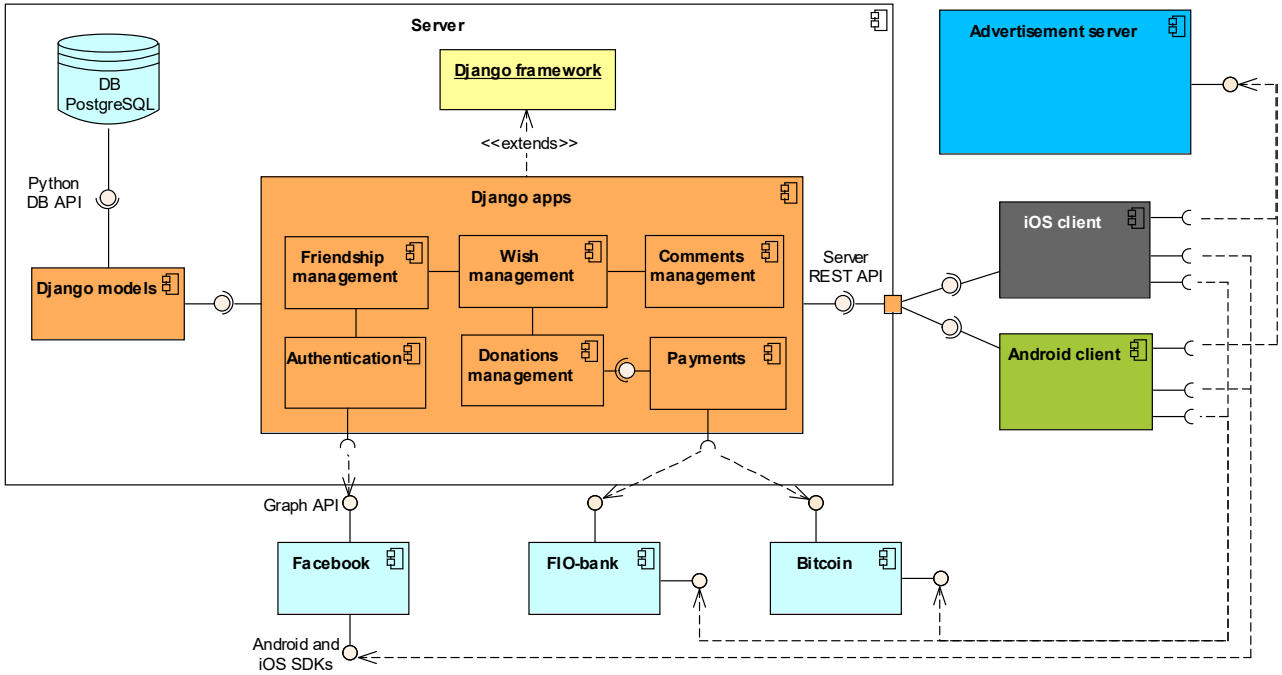 Server
Advertisement server
Django framework
DB
PostgreSQL
<<extends>>
Python
DB API
Django apps
Friendship
management
Wish
management
Comments
management
Server
REST API
iOS client
Django models
Authentication
Donations
management
Payments
Android client
Graph API
Facebook
FIO-bank
Bitcoin
Android and
iOS SDKs